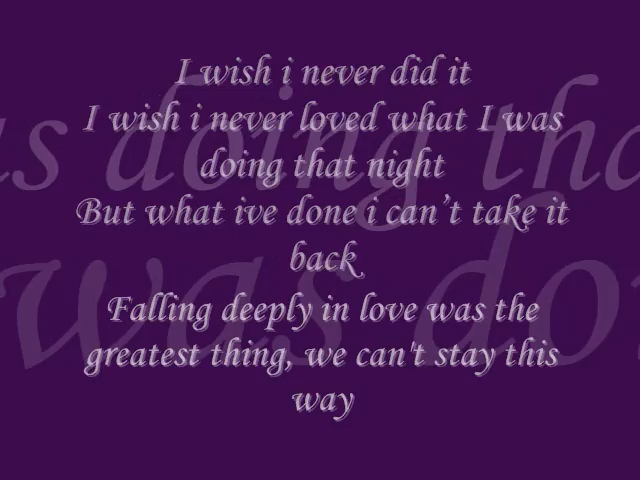 I wish i never did it
I wish i never loved what I was
doing that night
But what ive done i can’t take it
back
Falling deeply in love was the
greatest thing, we can't stay this
way